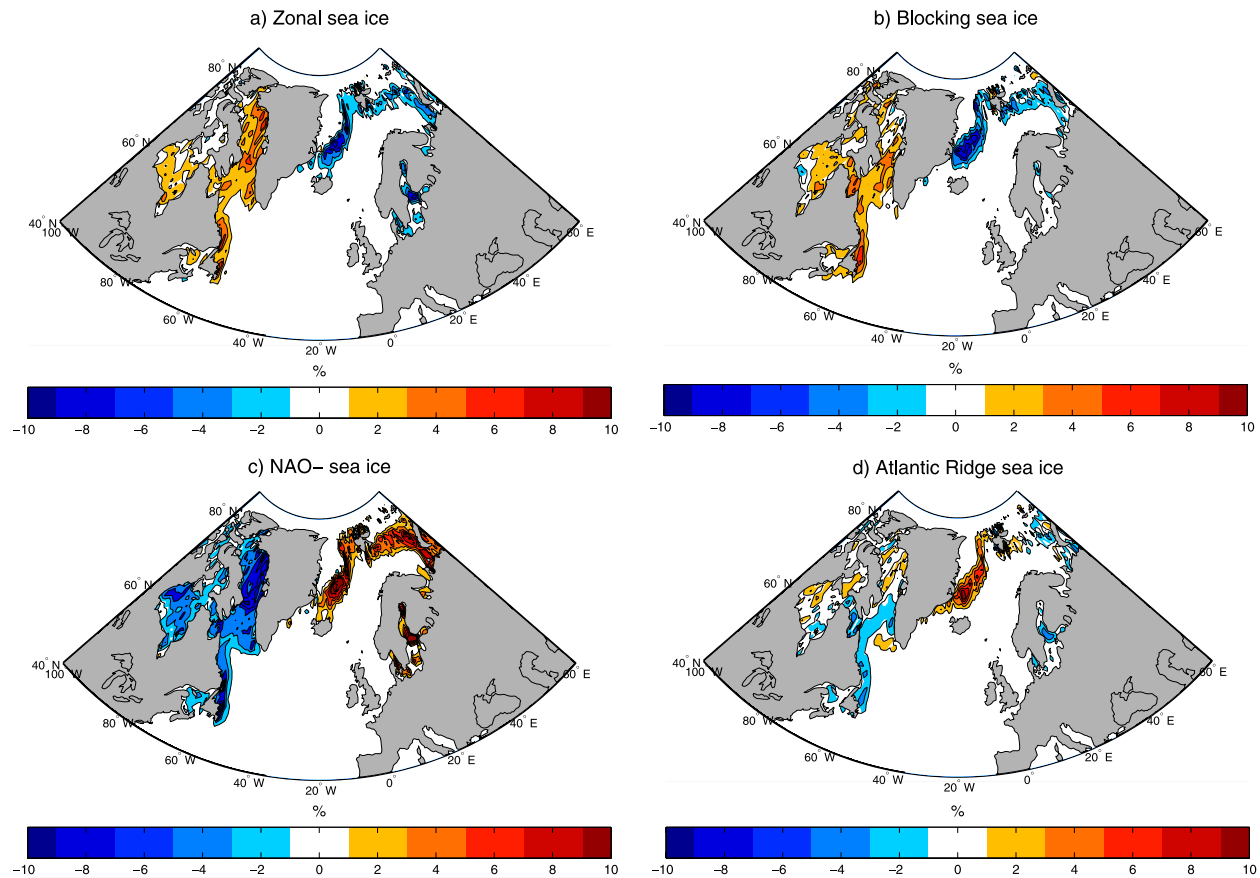 a) Zonal sea ice
80° N
60° N
40° N
100° W
80° W
60° W
40° W
20° W
0°
20° E
40° E
60° E
%
−10 −8 −6 −4 −2 0 2 4 6 8 10
b) Blocking sea ice
80° N
60° N
40° N
100° W
80° W
60° W
40° W
20° W
0°
20° E
40° E
60° E
%
−10 −8 −6 −4 −2 0 2 4 6 8 10
c) NAO− sea ice
80° N
60° N
40° N
100° W
80° W
60° W
40° W
20° W
0°
20° E
40° E
60° E
%
−10 −8 −6 −4 −2 0 2 4 6 8 10
d) Atlantic Ridge sea ice
80° N
60° N
40° N
100° W
80° W
60° W
40° W
20° W
0°
20° E
40° E
60° E
%
−10 −8 −6 −4 −2 0 2 4 6 8 10